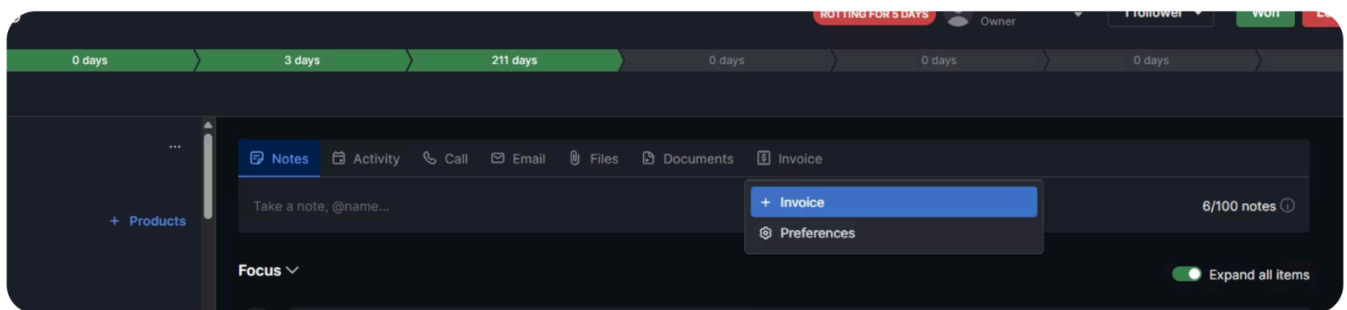 ROTTING FOR 5 DAYS
Owner
1 follower
Won
0 days
3 days
211 days
0 days
0 days
0 days
...
Notes
Activity
Call
Email
Files
Documents
Invoice
Take a note, @name...
+ Invoice
6/100 notes
+ Products
Preferences
Focus
Expand all items